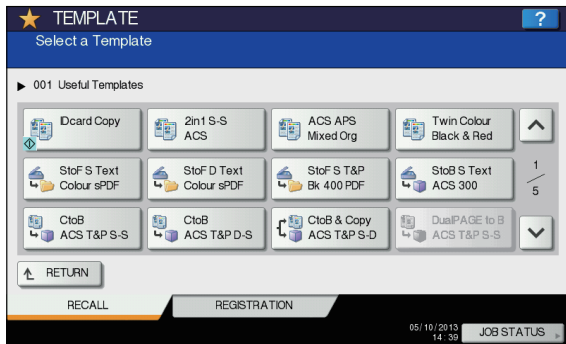 TEMPLATE
?
Select a Template
001 Useful Templates
IDcard Copy
2in1 S-S
ACS
ACS APS
Mixed Org
Twin Colour
Black & Red
StoF S Text
Colour sPDF
StoF D Text
Colour sPDF
StoF S T&P
Bk 400 PDF
StoB S Text
ACS 300
1
5
CtoB
ACS T&P S-S
CtoB
ACS T&P D-S
CtoB & Copy
ACS T&P S-D
DualPAGE to B
ACS T&P S-S
RETURN
RECALL
REGISTRATION
05/10/2013
14:39
JOB STATUS